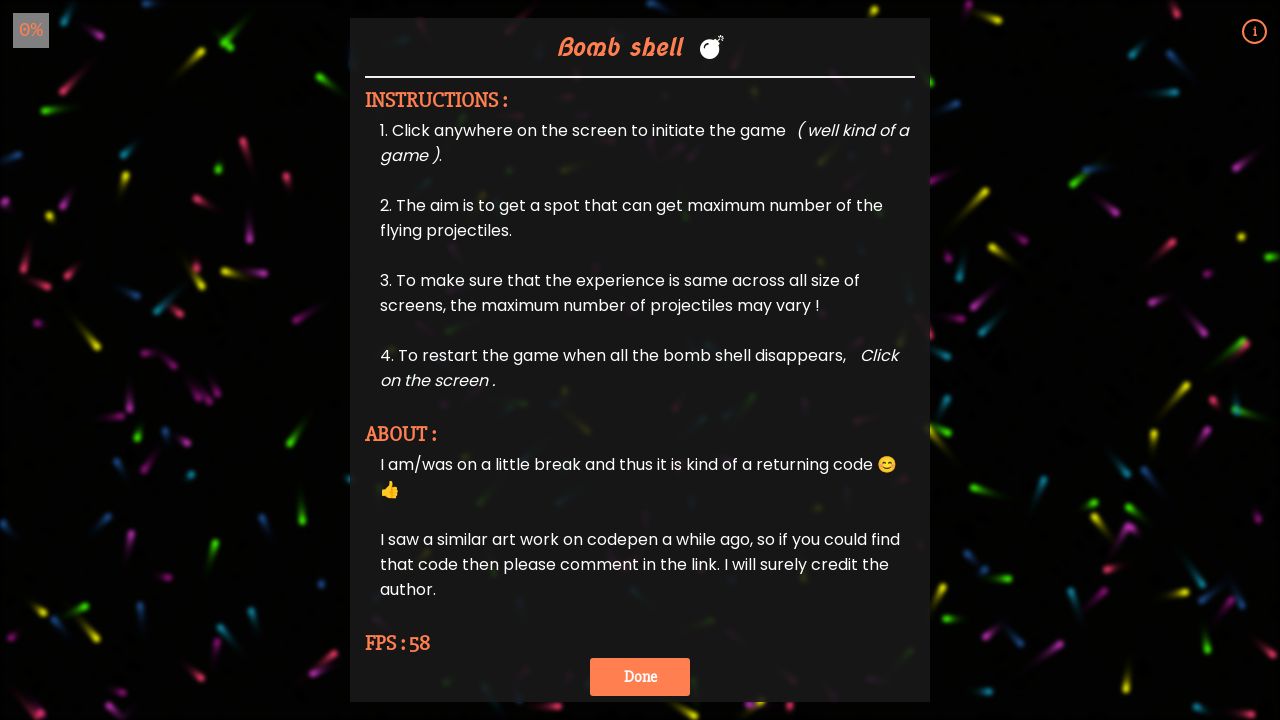 0%
i
Bomb shell 💣
INSTRUCTIONS :
1. Click anywhere on the screen to initiate the game ( well kind of a
game ).
2. The aim is to get a spot that can get maximum number of the
flying projectiles.
3. To make sure that the experience is same across all size of
screens, the maximum number of projectiles may vary !
4. To restart the game when all the bomb shell disappears, Click
on the screen .
ABOUT :
I am/was on a little break and thus it is kind of a returning code 😊
👍
I saw a similar art work on codepen a while ago, so if you could find
that code then please comment in the link. I will surely credit the
author.
FPS : 58
Done